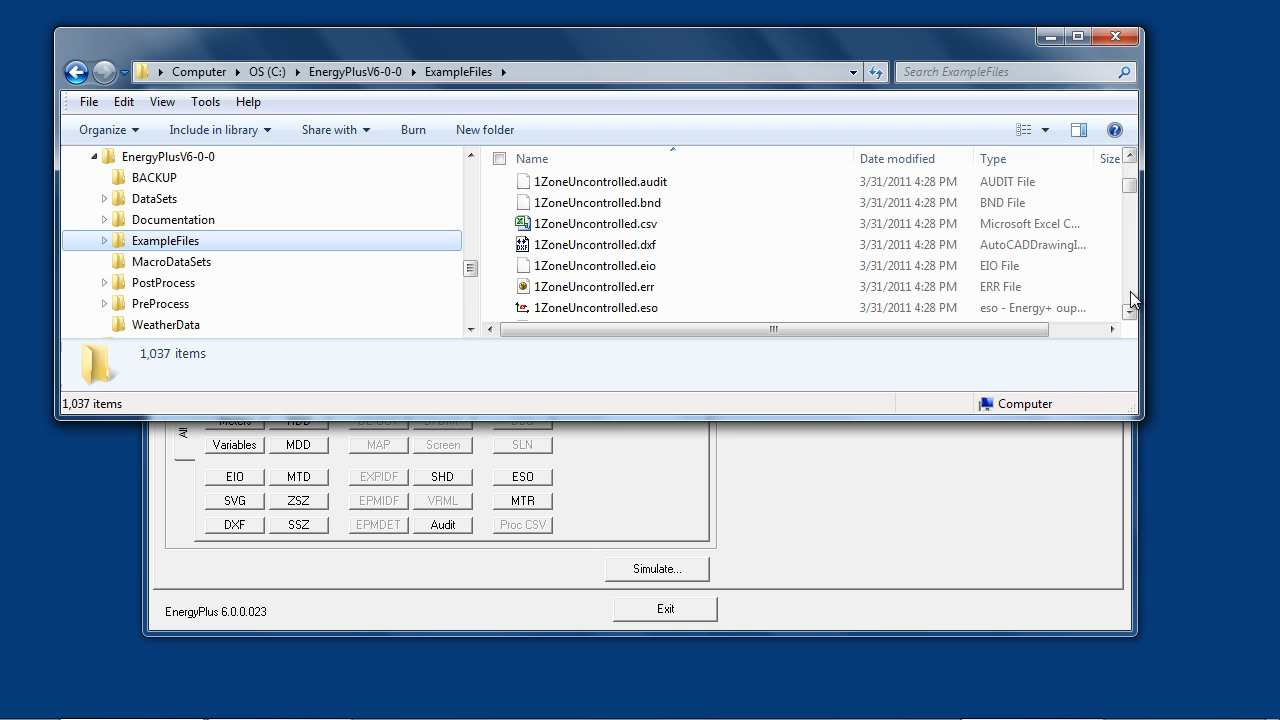 Computer OS (C:) EnergyPlusV6-0-0 ExampleFiles
Search ExampleFiles
File Edit View Tools Help
Organize Include in library Share with Burn New folder
EnergyPlusV6-0-0
BACKUP
DataSets
Documentation
ExampleFiles
MacroDataSets
PostProcess
PreProcess
WeatherData
Name Date modified Type Size
1ZoneUncontrolled.audit 3/31/2011 4:28 PM AUDIT File
1ZoneUncontrolled.bnd 3/31/2011 4:28 PM BND File
1ZoneUncontrolled.csv 3/31/2011 4:28 PM Microsoft Excel C...
1ZoneUncontrolled.dxf 3/31/2011 4:28 PM AutoCADDrawingI...
1ZoneUncontrolled.eio 3/31/2011 4:28 PM EIO File
1ZoneUncontrolled.err 3/31/2011 4:28 PM ERR File
1ZoneUncontrolled.eso 3/31/2011 4:28 PM eso - Energy+ oup...
1,037 items
1,037 items Computer
Variables MDD MAP Screen SLN
EIO MTD EXPIDF SHD ESO
SVG ZSZ EPMIDF VRML MTR
DXF SSZ EPMDET Audit Proc CSV
Simulate...
EnergyPlus 6.0.0.023
Exit